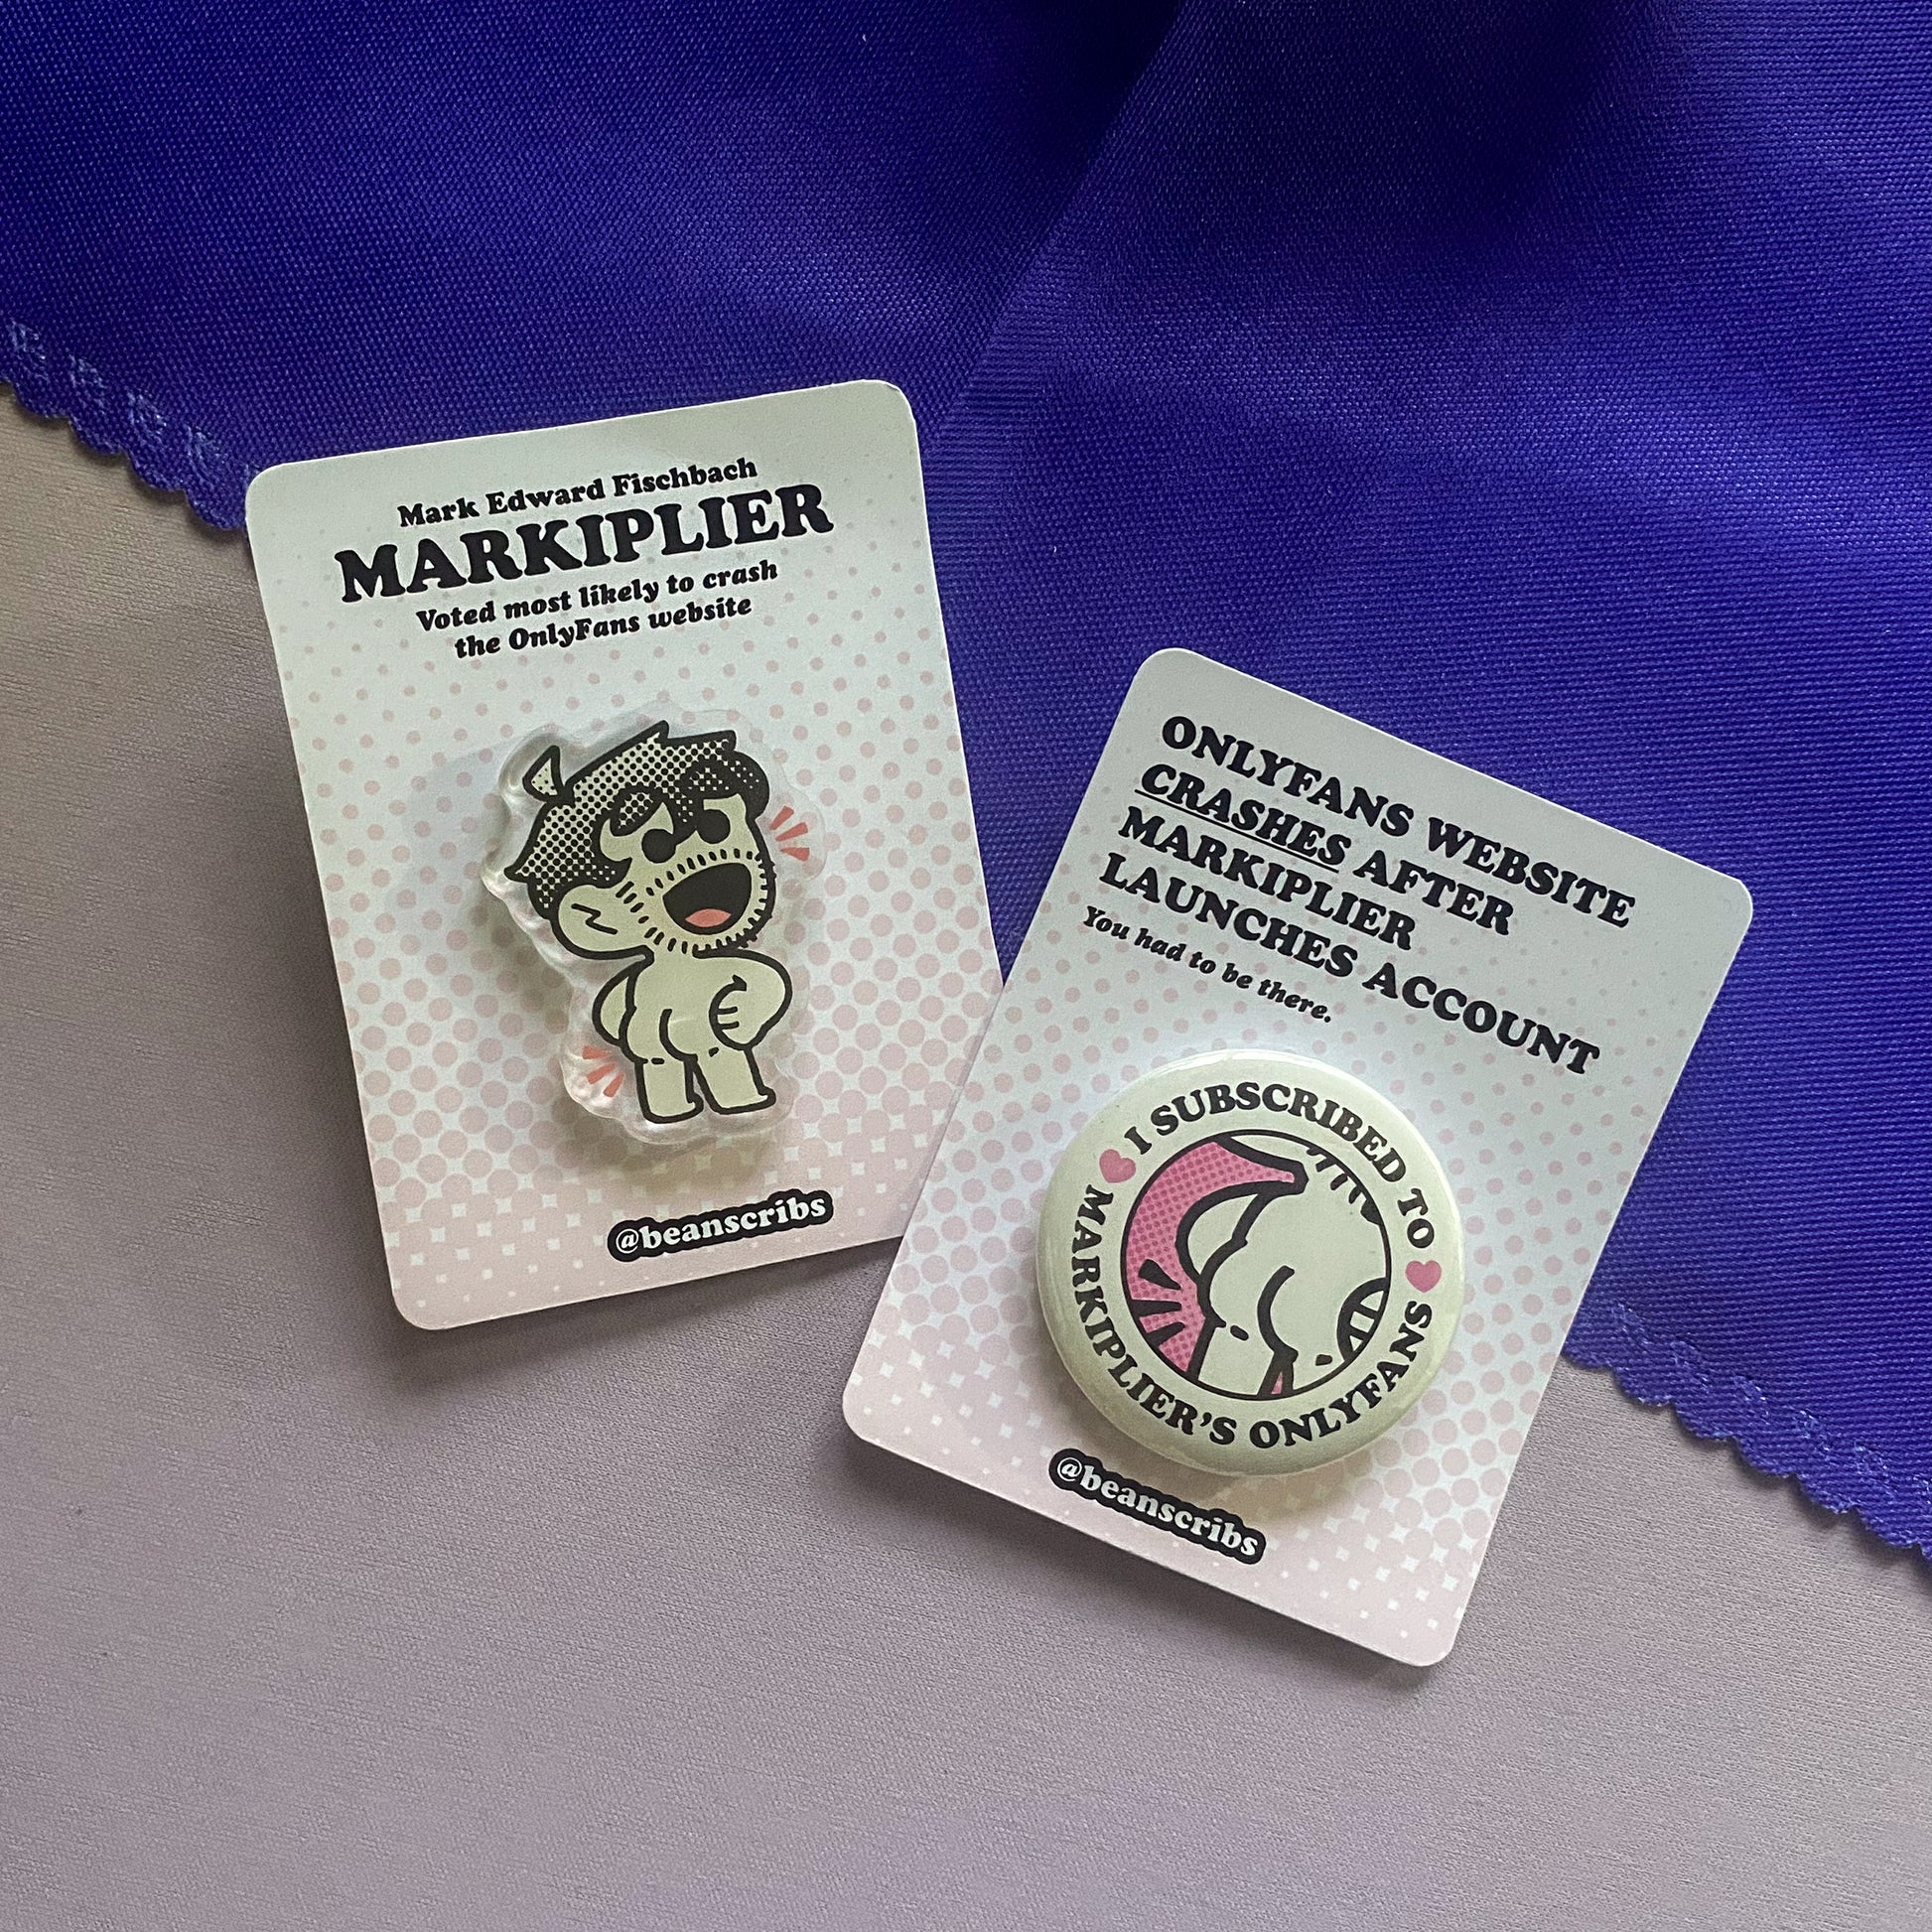 Mark Edward Fischbach
MARKIPLIER
Voted most likely to crash
the OnlyFans website
@beanscribs
ONLYFANS WEBSITE
CRASHES AFTER
MARKIPLIER
LAUNCHES ACCOUNT
You had to be there.
I SUBSCRIBED TO
MARKIPLIER'S ONLYFANS
@beanscribs